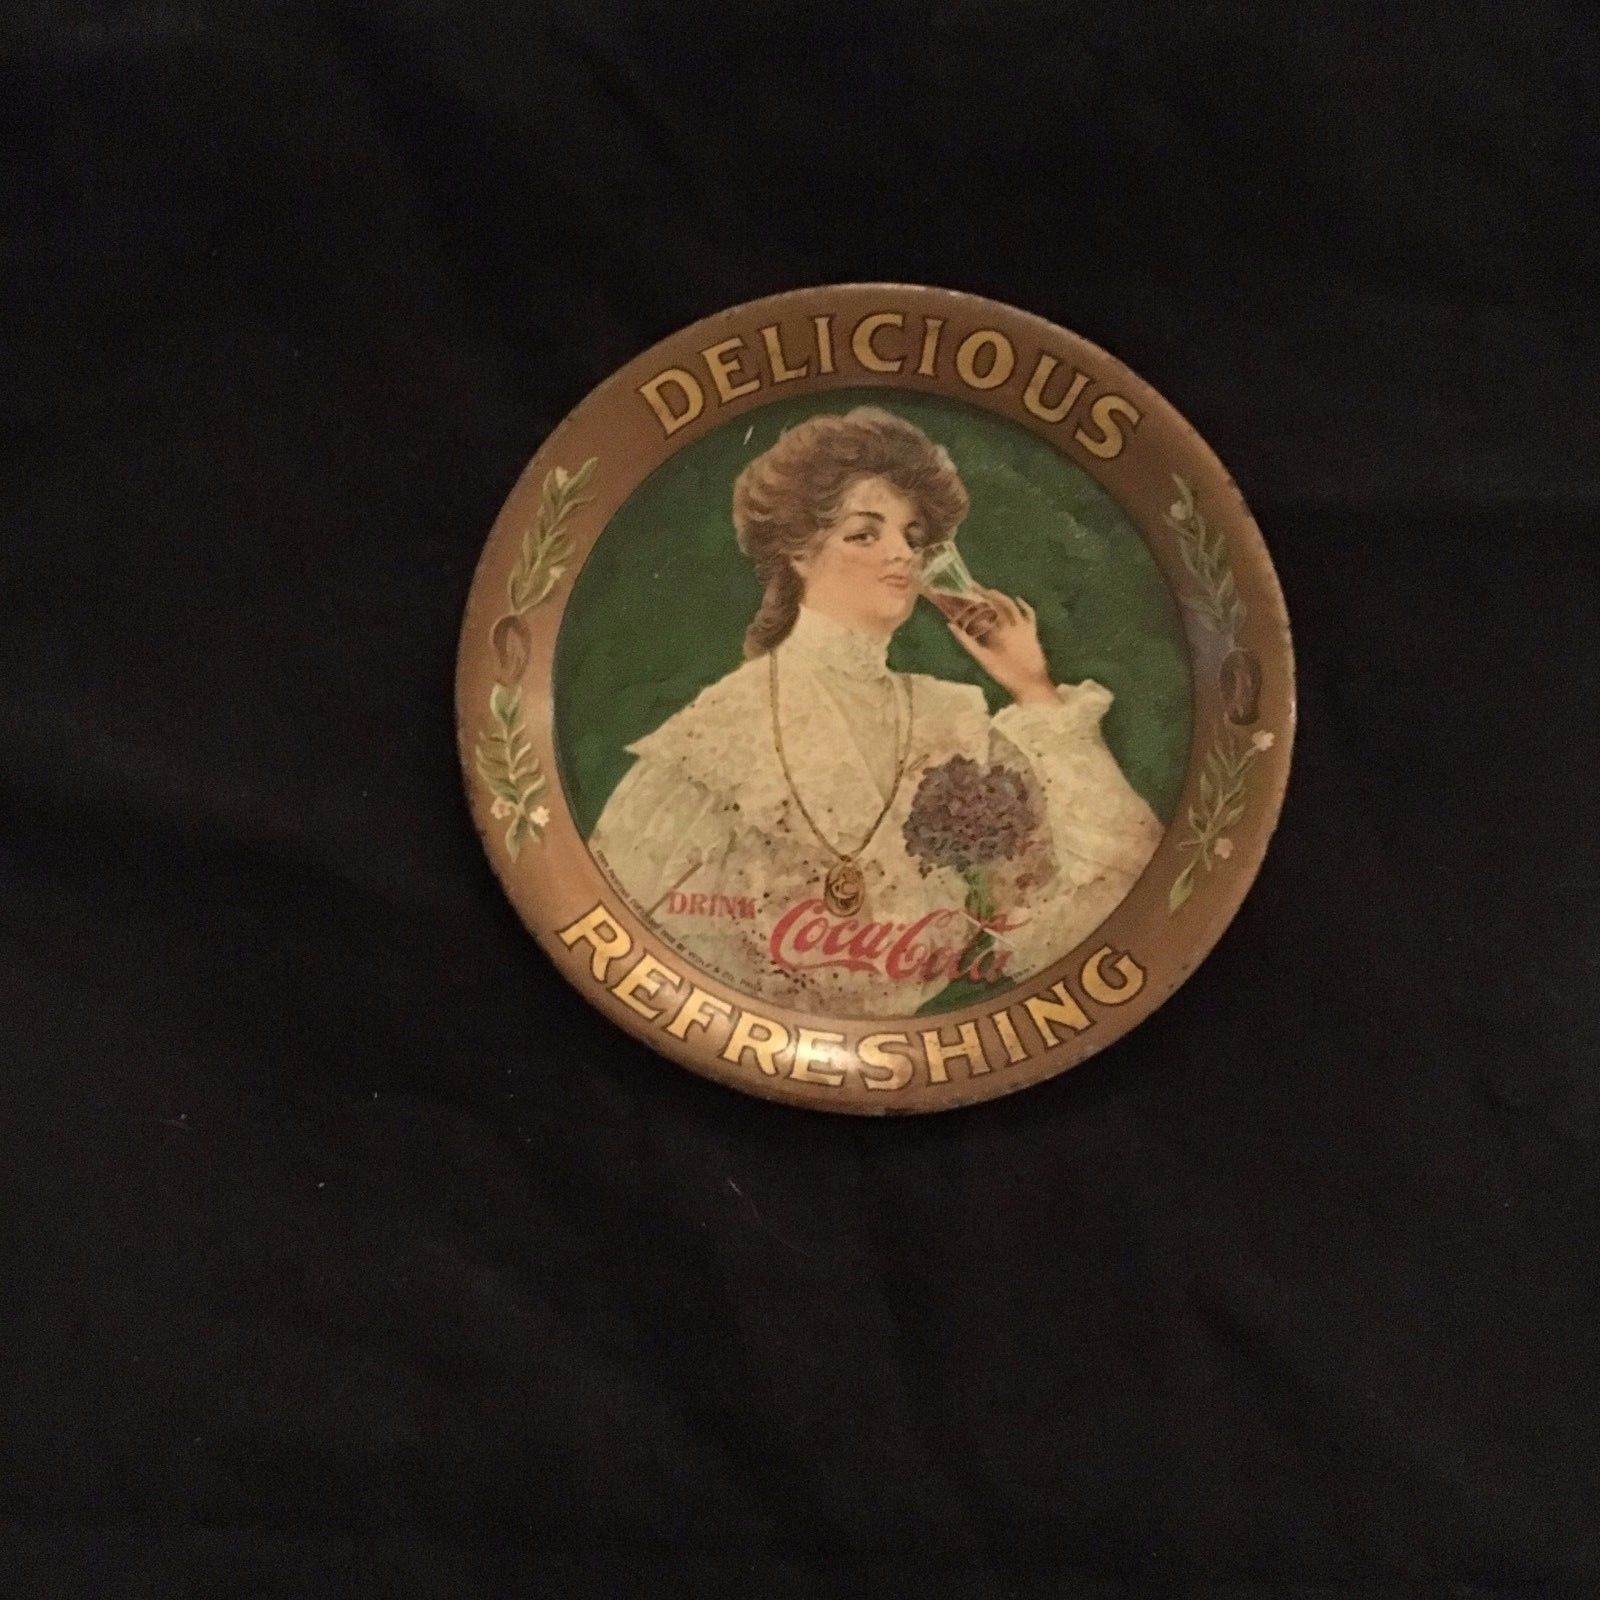 DELICIOUS
DRINK
Coca-Cola
REFRESHING